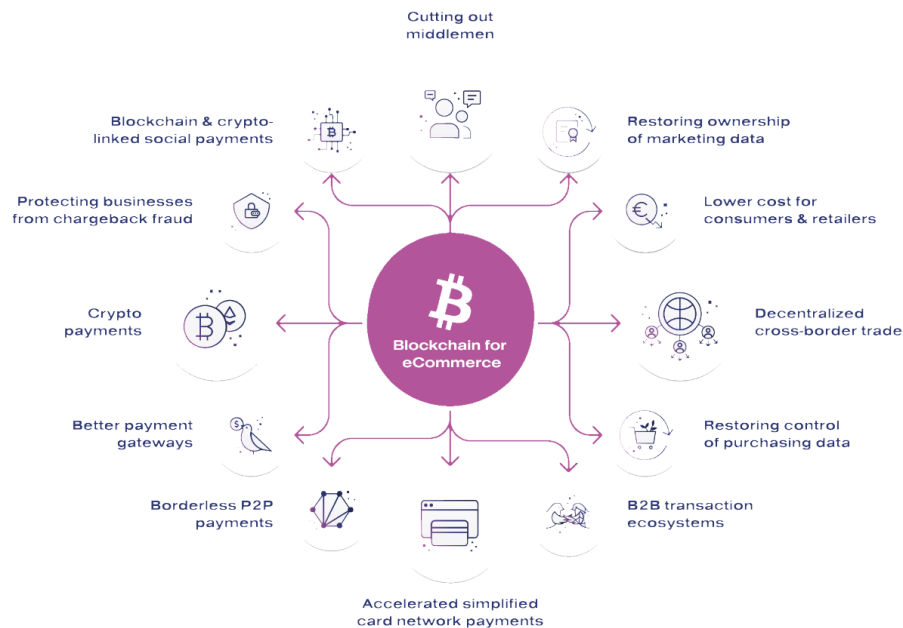 Cutting out
middlemen
Blockchain & crypto-
linked social payments
Restoring ownership
of marketing data
Protecting businesses
from chargeback fraud
Lower cost for
consumers & retailers
Crypto
payments
Blockchain for
eCommerce
Decentralized
cross-border trade
Better payment
gateways
Restoring control
of purchasing data
Borderless P2P
payments
B2B transaction
ecosystems
Accelerated simplified
card network payments